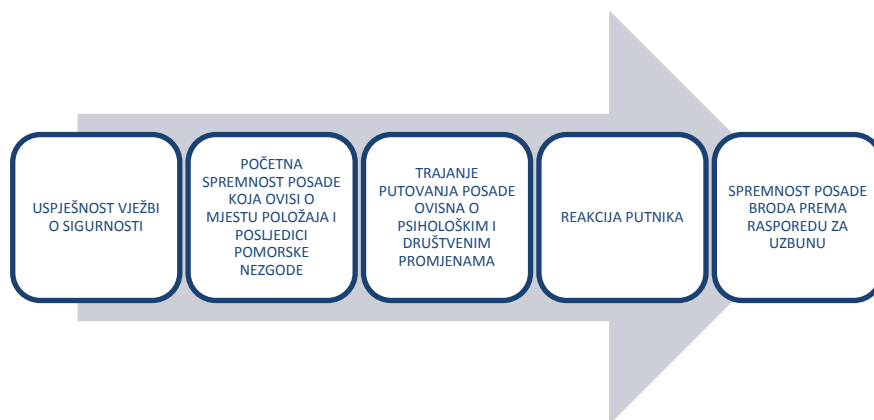 USPJEŠNOST VJEŽBI
O SIGURNOSTI
POČETNA
SPREMNOST POSADE
KOJA OVISI O
MJESTU POLOŽAJA I
POSLJEDICI
POMORSKE
NEZGODE
TRAJANJE
PUTOVANJA POSADE
OVISNA O
PSIHOLOŠKIM I
DRUŠTVENIM
PROMJENAMA
REAKCIJA PUTNIKA
SPREMNOST POSADE
BRODA PREMA
RASPOREDU ZA
UZBUNU